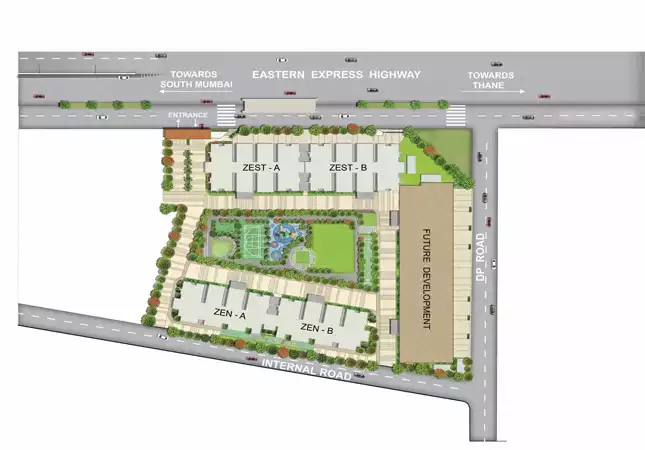 TOWARDS
SOUTH MUMBAI
EASTERN EXPRESS HIGHWAY
TOWARDS
THANE
ENTRANCE
ZEST - A
ZEST - B
FUTURE DEVELOPMENT
DP ROAD
ZEN - A
ZEN - B
INTERNAL ROAD